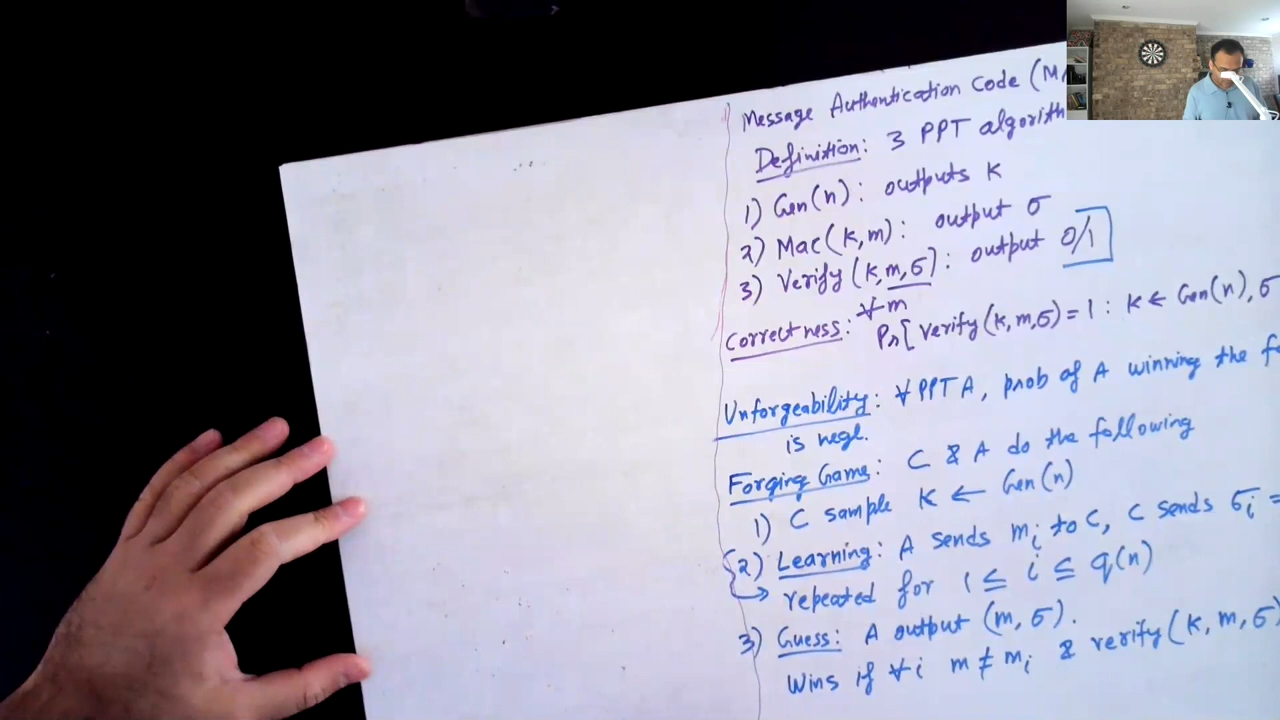 Message Authentication Code (M
Definition: 3 PPT algorith
1) Gen(n): outputs K
2) Mac(K,m): output σ
3) Verify(K,m,σ): output 0/1
Correctness: ∀m
Pr[Verify(K,m,σ)=1: K← Gen(n), σ
Unforgeability: ∀PPT A, prob of A winning the fo
is negl.
Forging Game: C & A do the following
1) C sample K ← Gen(n)
2) Learning: A sends mi to C, C sends σi =
repeated for 1 ≤ i ≤ q(n)
3) Guess: A output (m,σ).
Wins if ∀i m≠mi & verify(K,m,σ)